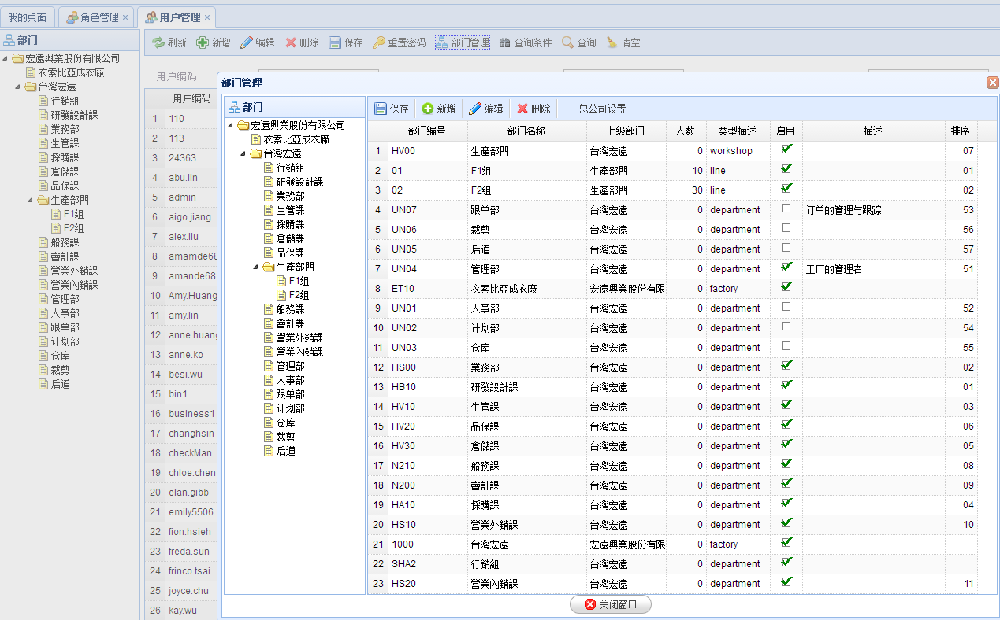 我的桌面 角色管理 用户管理
部门
宏遠興業股份有限公司
衣索比亞成衣廠
台灣宏遠
行銷組
研發設計課
業務部
生管課
採購課
倉儲課
品保課
生產部門
F1组
F2组
船務課
會計課
營業外銷課
營業內銷課
管理部
人事部
跟单部
计划部
仓库
裁剪
后道
刷新 新增 编辑 删除 保存 重置密码 部门管理 查询条件 查询 清空
用户编码
用户编码
1 110
2 113
3 24363
4 abu.lin
5 admin
6 aigo.jiang
7 alex.liu
8 amamde68
9 amande68
10 Amy.Huang
11 amy.lin
12 anne.huang
13 anne.ko
14 besi.wu
15 bin1
16 business1
17 changhsin
18 checkMan
19 chloe.chen
20 elan.gibb
21 emily5506
22 fion.hsieh
23 freda.sun
24 frinco.tsai
25 joyce.chu
26 kay.wu
部门管理
部门
宏遠興業股份有限公司
衣索比亞成衣廠
台灣宏遠
行銷組
研發設計課
業務部
生管課
採購課
倉儲課
品保課
生產部門
F1组
F2组
船務課
會計課
營業外銷課
營業內銷課
管理部
人事部
跟单部
计划部
仓库
裁剪
后道
保存 新增 编辑 删除 总公司设置
部门编号 部门名称 上级部门 人数 类型描述 启用 描述 排序
1 HV00 生產部門 台灣宏遠 0 workshop 07
2 01 F1组 生產部門 10 line 01
3 02 F2组 生產部門 30 line 02
4 UN07 跟单部 台灣宏遠 0 department 订单的管理与跟踪 53
5 UN06 裁剪 台灣宏遠 0 department 56
6 UN05 后道 台灣宏遠 0 department 57
7 UN04 管理部 台灣宏遠 0 department 工厂的管理者 51
8 ET10 衣索比亞成衣廠 宏遠興業股份有限 0 factory
9 UN01 人事部 台灣宏遠 0 department 52
10 UN02 计划部 台灣宏遠 0 department 54
11 UN03 仓库 台灣宏遠 0 department 55
12 HS00 業務部 台灣宏遠 0 department 02
13 HB10 研發設計課 台灣宏遠 0 department 01
14 HV10 生管課 台灣宏遠 0 department 03
15 HV20 品保課 台灣宏遠 0 department 06
16 HV30 倉儲課 台灣宏遠 0 department 05
17 N210 船務課 台灣宏遠 0 department 08
18 N200 會計課 台灣宏遠 0 department 09
19 HA10 採購課 台灣宏遠 0 department 04
20 HS10 營業外銷課 台灣宏遠 0 department 10
21 1000 台灣宏遠 宏遠興業股份有限 0 factory
22 SHA2 行銷組 台灣宏遠 0 department
23 HS20 營業內銷課 台灣宏遠 0 department 11
关闭窗口